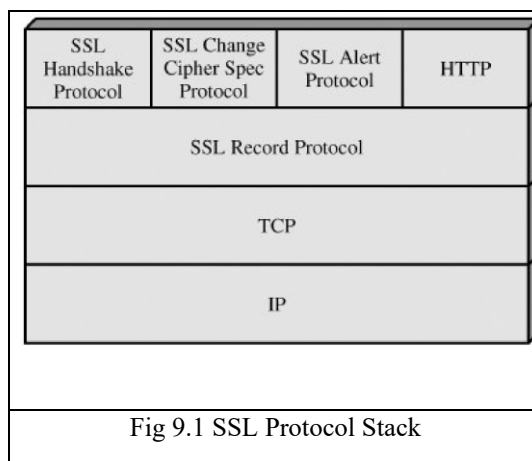 SSL
Handshake
Protocol
SSL Change
Cipher Spec
Protocol
SSL Alert
Protocol
HTTP
SSL Record Protocol
TCP
IP
Fig 9.1 SSL Protocol Stack